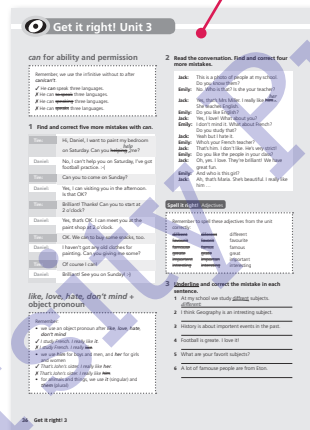 Get it right! Unit 3
can for ability and permission
Remember, we use the infinitive without to after
can/can't.
✓ He can speak three languages.
✗ He can to speak three languages.
✗ He can speaking three languages.
✗ He can speaks three languages.
1 Find and correct five more mistakes with can.
Hi, Daniel, I want to paint my bedroom
help
on Saturday. Can you helping me?
Daniel: No, I can't help you on Saturday, I've got
football practice. :-(
Can you to come on Sunday?
Daniel: Yes, I can visiting you in the afternoon.
Is that OK?
Brilliant! Thanks! Can you to start at
2 o'clock?
Daniel: Yes, that's OK. I can meet you at the
paint shop at 2 o'clock.
OK. We can to buy some snacks, too.
Daniel: I haven't got any old clothes for
painting. Can you giving me some?
Of course I can.
Daniel: Brilliant! See you on Sunday! :-)
like, love, hate, don't mind +
object pronoun
Remember:
• we use an object pronoun after like, love, hate,
don't mind
✓ I study French. I really like it.
✗ I study French. I really like.
• we use him for boys and men, and her for girls
and women
✓ That's John's sister. I really like her.
✗ That's John's sister. I really like him.
• for animals and things, we use it (singular) and
them (plural)
2 Read the conversation. Find and correct four
more mistakes.
Jack: This is a photo of people at my school.
Do you know them?
Emily: No. Who is this? Is she your teacher?
her
Jack: Yes, that's Mrs I really like
She teaches English.
Emily: Do you like English?
Jack: Yes, I love! What about you?
Emily: I don't mind it. What about French?
Do you study that?
Jack: Yeah but I hate it.
Emily: Who's your French teacher?
Jack: That's him. I don't like. He's very strict!
Emily: Do you like the people in your class?
Jack: Oh, yes. I love. They're brilliant! We have
great fun.
Emily: And who is this girl?
Jack: Ah, that's Maria. She's beautiful. I really like
him …
Spell it right! Adjectives
Remember to spell these adjectives from the unit
correctly:
different
favourite
famous
great
important
interesting
3 Underline and correct the mistake in each
sentence.
1 At my school we study diffrent subjects.
different
2 I think Geography is an intresting subject.
3 History is about importent events in the past.
4 Football is greate. I love it!
5 What are your favorit subjects?
6 A lot of famouse people are from Eton.
Get it right! 3